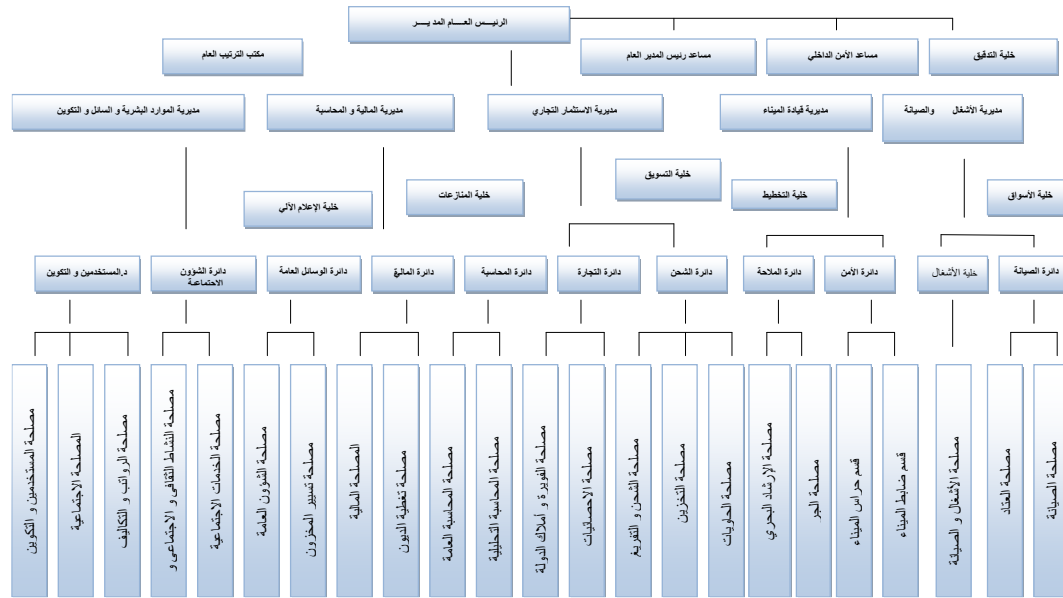 الرئيس العام المدير
خلية التدقيق
مساعد الأمن الداخلي
مساعد رئيس المدير العام
مكتب الترتيب العام
مديرية الأشغال والصيانة
مديرية قيادة الميناء
مديرية الاستثمار التجاري
مديرية المالية و المحاسبة
مديرية الموارد البشرية و السائل و التكوين
خلية الأسواق
خلية التخطيط
خلية التسويق
خلية المنازعات
خلية الإعلام الآلي
دائرة الصيانة
خلية الأشغال
دائرة الأمن
دائرة الملاحة
دائرة الشحن
دائرة التجارة
دائرة المحاسبة
دائرة المالية
دائرة الوسائل العامة
دائرة الشؤون
الاجتماعية
د.المستخدمين و التكوين
مصلحة الصيانة
مصلحة العتاد
مصلحة الأشغال و الصيانة
قسم ضابط الميناء
قسم حراس الميناء
مصلحة الجر
مصلحة الإرشاد البحري
مصلحة الحاويات
مصلحة التخزين
مصلحة الشحن و التفريغ
مصلحة الاحصائيات
مصلحة الفويرة و أملاك الدولة
مصلحة المحاسبة التحليلية
مصلحة المحاسبة العامة
مصلحة تغطية الديون
المصلحة المالية
مصلحة تسيير المخزون
مصلحة الشؤون العامة
مصلحة الخدمات الاجتماعية
مصلحة النشاط الثقافي و الاجتماعي و
مصلحة الرواتب و التكاليف
المصلحة الاجتماعية
مصلحة المستخدمين و التكوين